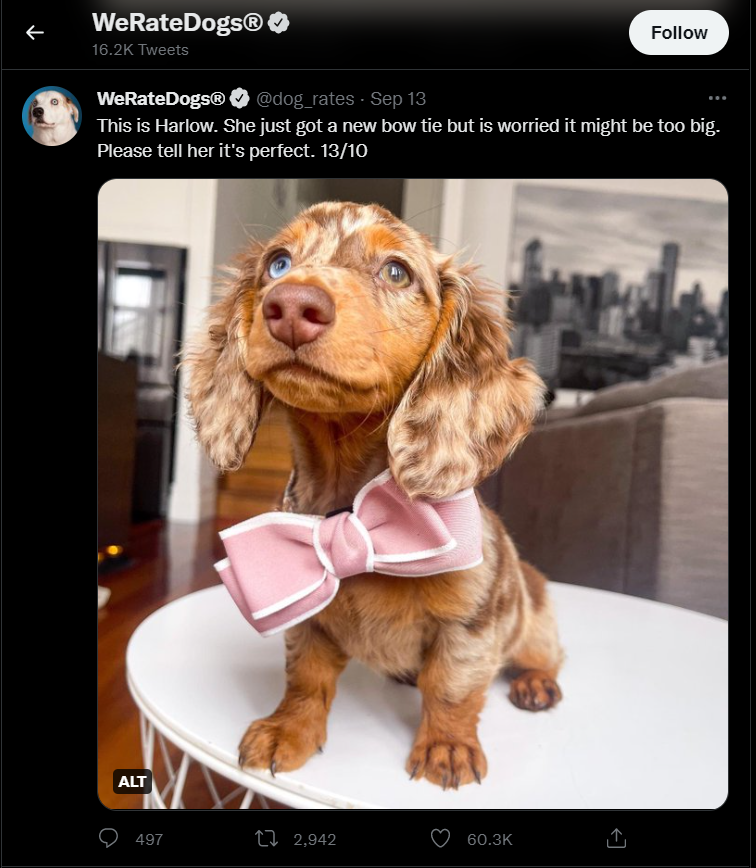 WeRateDogs®
16.2K Tweets
Follow
WeRateDogs® @dog_rates · Sep 13
This is Harlow. She just got a new bow tie but is worried it might be too big.
Please tell her it's perfect. 13/10
ALT
497 2,942 60.3K